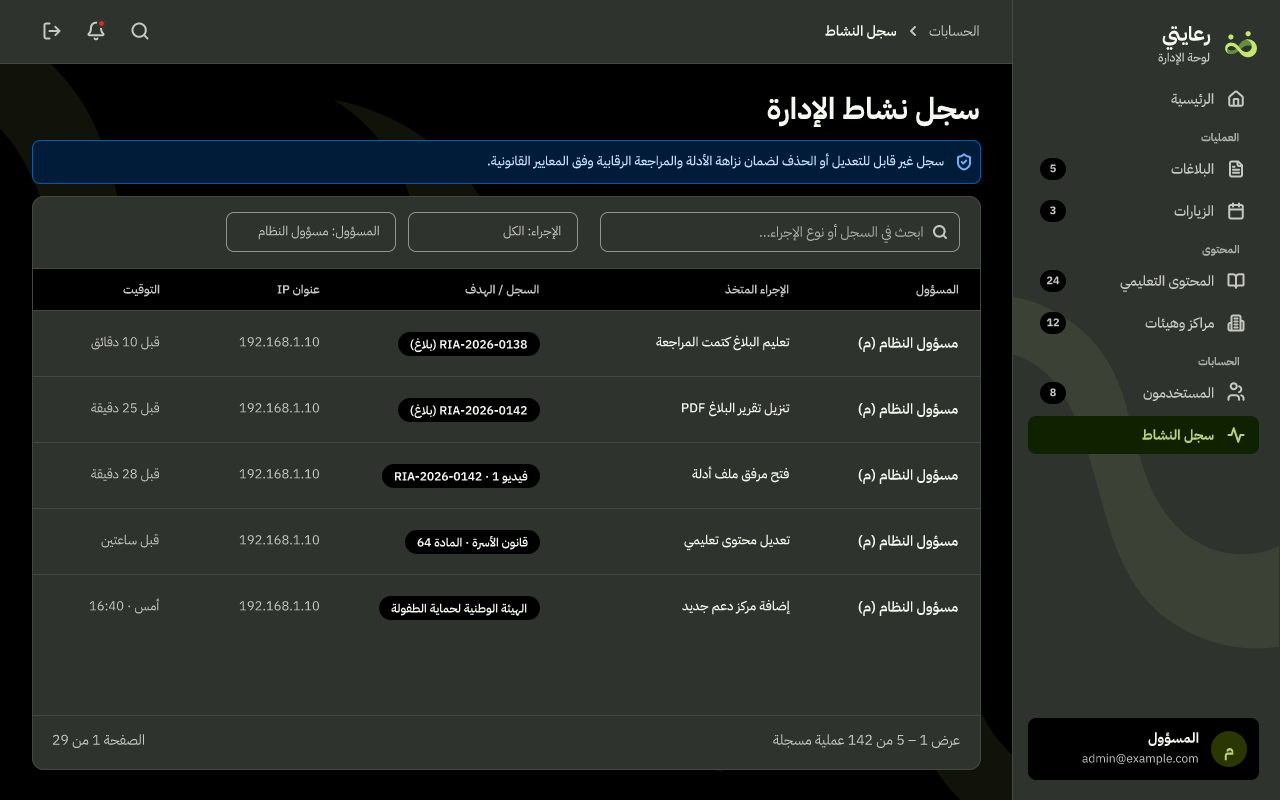 رعايتي
لوحة الإدارة
الرئيسية
العمليات
البلاغات 5
الزيارات 3
المحتوى
المحتوى التعليمي 24
مراكز وهيئات 12
الحسابات
المستخدمون 8
سجل النشاط
م
المسؤول
admin@example.com
الحسابات سجل النشاط
سجل نشاط الإدارة
سجل غير قابل للتعديل أو الحذف لضمان نزاهة الأدلة والمراجعة الرقابية وفق المعايير القانونية.
ابحث في السجل أو نوع الإجراء... الإجراء: الكل المسؤول: مسؤول النظام
المسؤول الإجراء المتخذ السجل / الهدف عنوان IP التوقيت
مسؤول النظام (م) تعليم البلاغ كتمت المراجعة RIA-2026-0138 (بلاغ) 192.168.1.10 قبل 10 دقائق
مسؤول النظام (م) تنزيل تقرير البلاغ PDF RIA-2026-0142 (بلاغ) 192.168.1.10 قبل 25 دقيقة
مسؤول النظام (م) فتح مرفق ملف أدلة فيديو 1 · RIA-2026-0142 192.168.1.10 قبل 28 دقيقة
مسؤول النظام (م) تعديل محتوى تعليمي قانون الأسرة · المادة 64 192.168.1.10 قبل ساعتين
مسؤول النظام (م) إضافة مركز دعم جديد الهيئة الوطنية لحماية الطفولة 192.168.1.10 أمس · 16:40
عرض 1 – 5 من 142 عملية مسجلة الصفحة 1 من 29